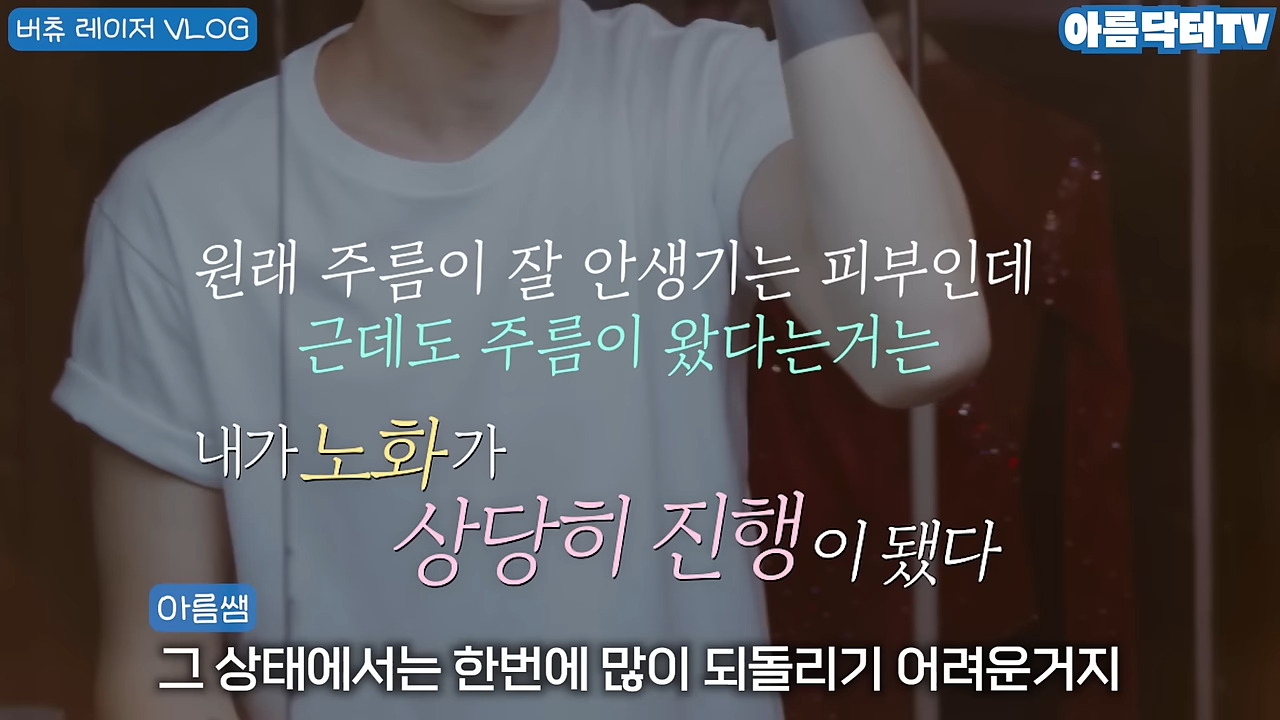 버츄 레이저 VLOG
아름닥터TV
원래 주름이 잘 안생기는 피부인데
근데도 주름이 왔다는거는
내가 노화가
상당히 진행이 됐다
아름쌤
그 상태에서는 한번에 많이 되돌리기 어려운거지